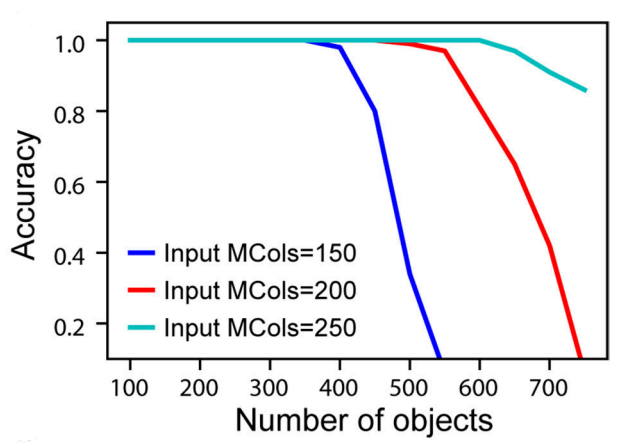 Accuracy
1.0
0.8
0.6
0.4
0.2
Input MCols=150
Input MCols=200
Input MCols=250
100 200 300 400 500 600 700
Number of objects